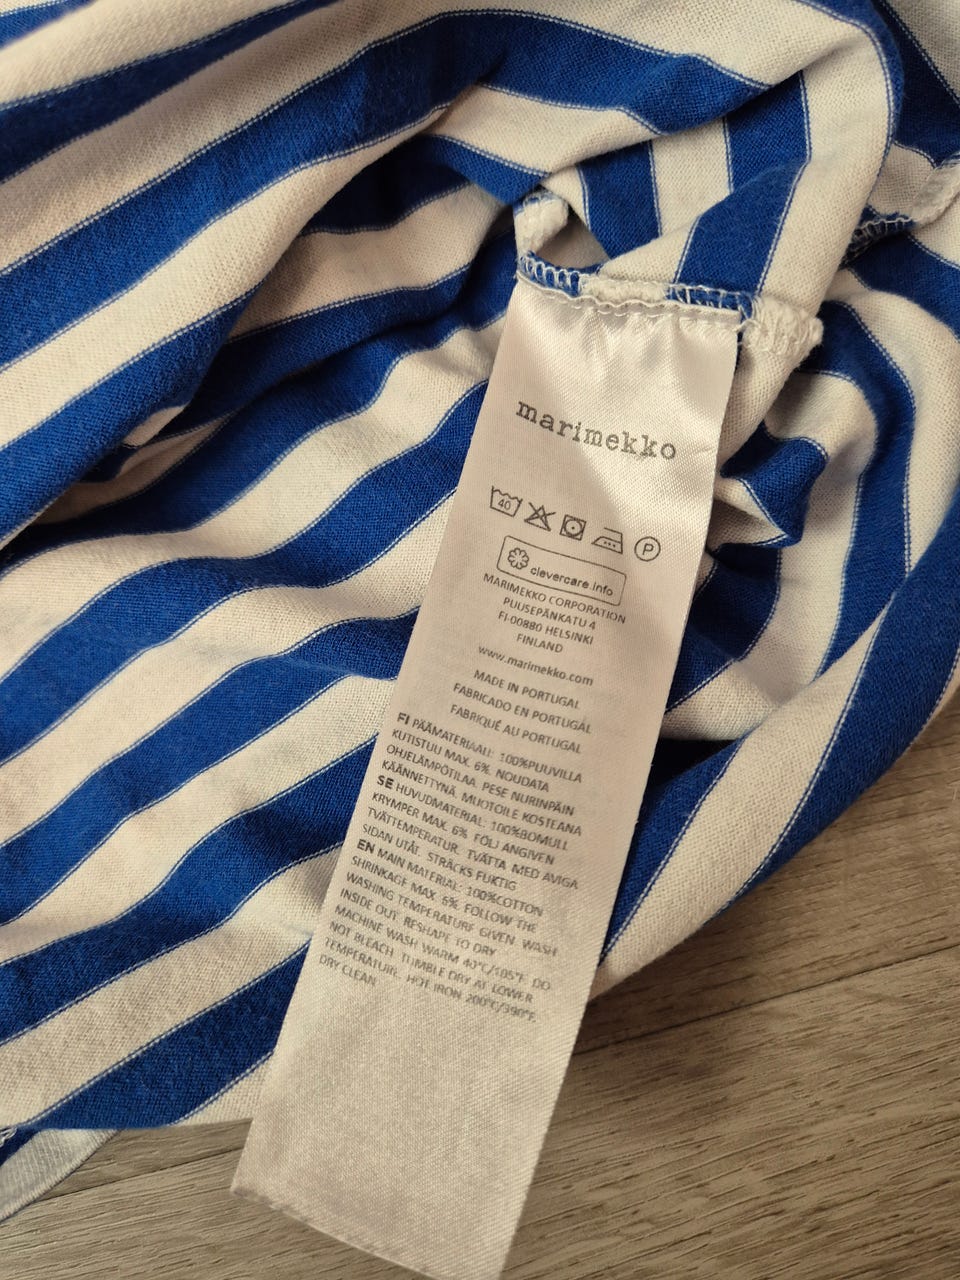 marimekko
40 P
clevercare.info
MARIMEKKO CORPORATION
PUUSEPÄNKATU 4
FI-00880 HELSINKI
FINLAND
www.marimekko.com
MADE IN PORTUGAL
FABRICADO EN PORTUGAL
FABRIQUÉ AU PORTUGAL
FI PÄÄMATERIAALI: 100%PUUVILLA
KUTISTUU MAX. 6%. NOUDATA
OHJELÄMPÖTILAA. PESE NURINPÄIN
KÄÄNNETTYNÄ. MUOTOILE KOSTEANA
SE HUVUDMATERIAL: 100%BOMULL
KRYMPER MAX. 6%. FÖLJ ANGIVEN
TVÄTTEMPERATUR. TVÄTTA MED AVIGA
SIDAN UTÅT. STRÄCKS FUKTIG
EN MAIN MATERIAL: 100%COTTON
SHRINKAGE MAX. 6%. FOLLOW THE
WASHING TEMPERATURE GIVEN. WASH
INSIDE OUT. RESHAPE TO DRY
MACHINE WASH WARM 40°C/105°F. DO
NOT BLEACH. TUMBLE DRY AT LOWER
TEMPERATURE. HOT IRON 200°C/390°F.
DRY CLEAN